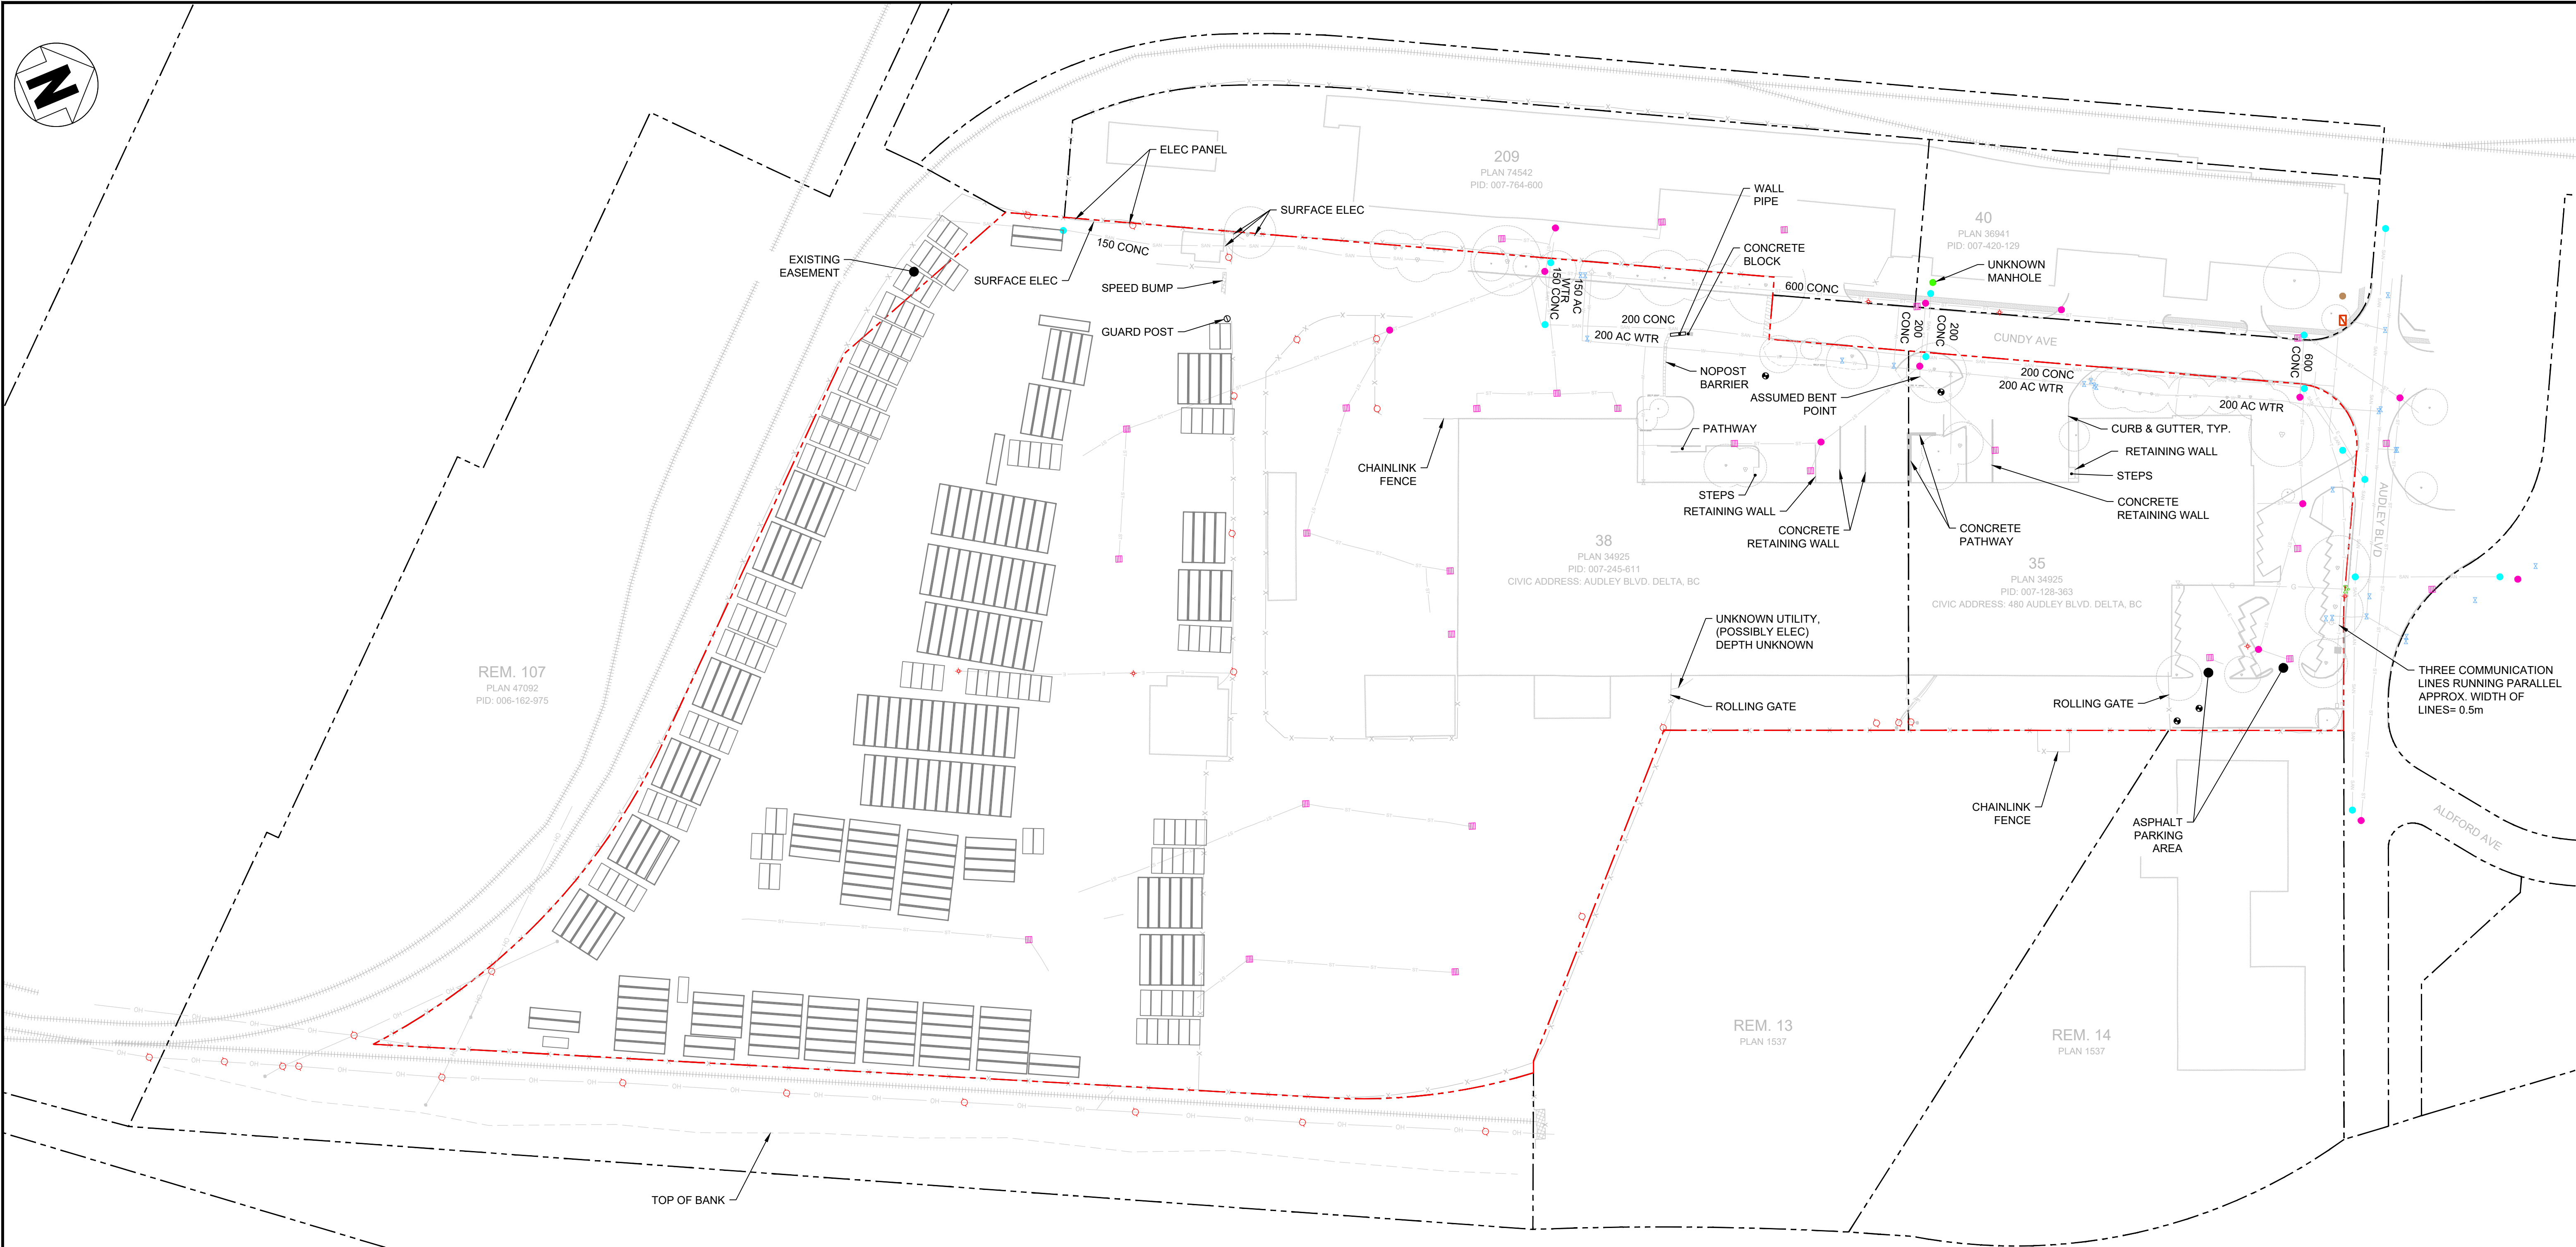 N
ELEC PANEL
SURFACE ELEC
150 CONC
EXISTING
EASEMENT
SURFACE ELEC
SPEED BUMP
GUARD POST
209
PLAN 74542
PID: 007-764-600
WALL
PIPE
CONCRETE
BLOCK
40
PLAN 36941
PID: 007-420-129
UNKNOWN
MANHOLE
150 CONC
WTR
150 AC
600 CONC
200 CONC
200 AC WTR
200
CONC
200
CONC
CUNDY AVE
600
CONC
NOPOST
BARRIER
ASSUMED BENT
POINT
200 CONC
200 AC WTR
200 AC WTR
PATHWAY
CHAINLINK
FENCE
STEPS
RETAINING WALL
CONCRETE
RETAINING WALL
CONCRETE
PATHWAY
CURB & GUTTER, TYP.
RETAINING WALL
STEPS
CONCRETE
RETAINING WALL
AUDLEY BLVD
38
PLAN 34925
PID: 007-245-611
CIVIC ADDRESS: AUDLEY BLVD. DELTA, BC
35
PLAN 34925
PID: 007-128-363
CIVIC ADDRESS: 480 AUDLEY BLVD. DELTA, BC
UNKNOWN UTILITY,
(POSSIBLY ELEC)
DEPTH UNKNOWN
REM. 107
PLAN 47092
PID: 006-162-975
ROLLING GATE
ROLLING GATE
THREE COMMUNICATION
LINES RUNNING PARALLEL
APPROX. WIDTH OF
LINES= 0.5m
CHAINLINK
FENCE
ASPHALT
PARKING
AREA
ALDFORD AVE
REM. 13
PLAN 1537
REM. 14
PLAN 1537
TOP OF BANK